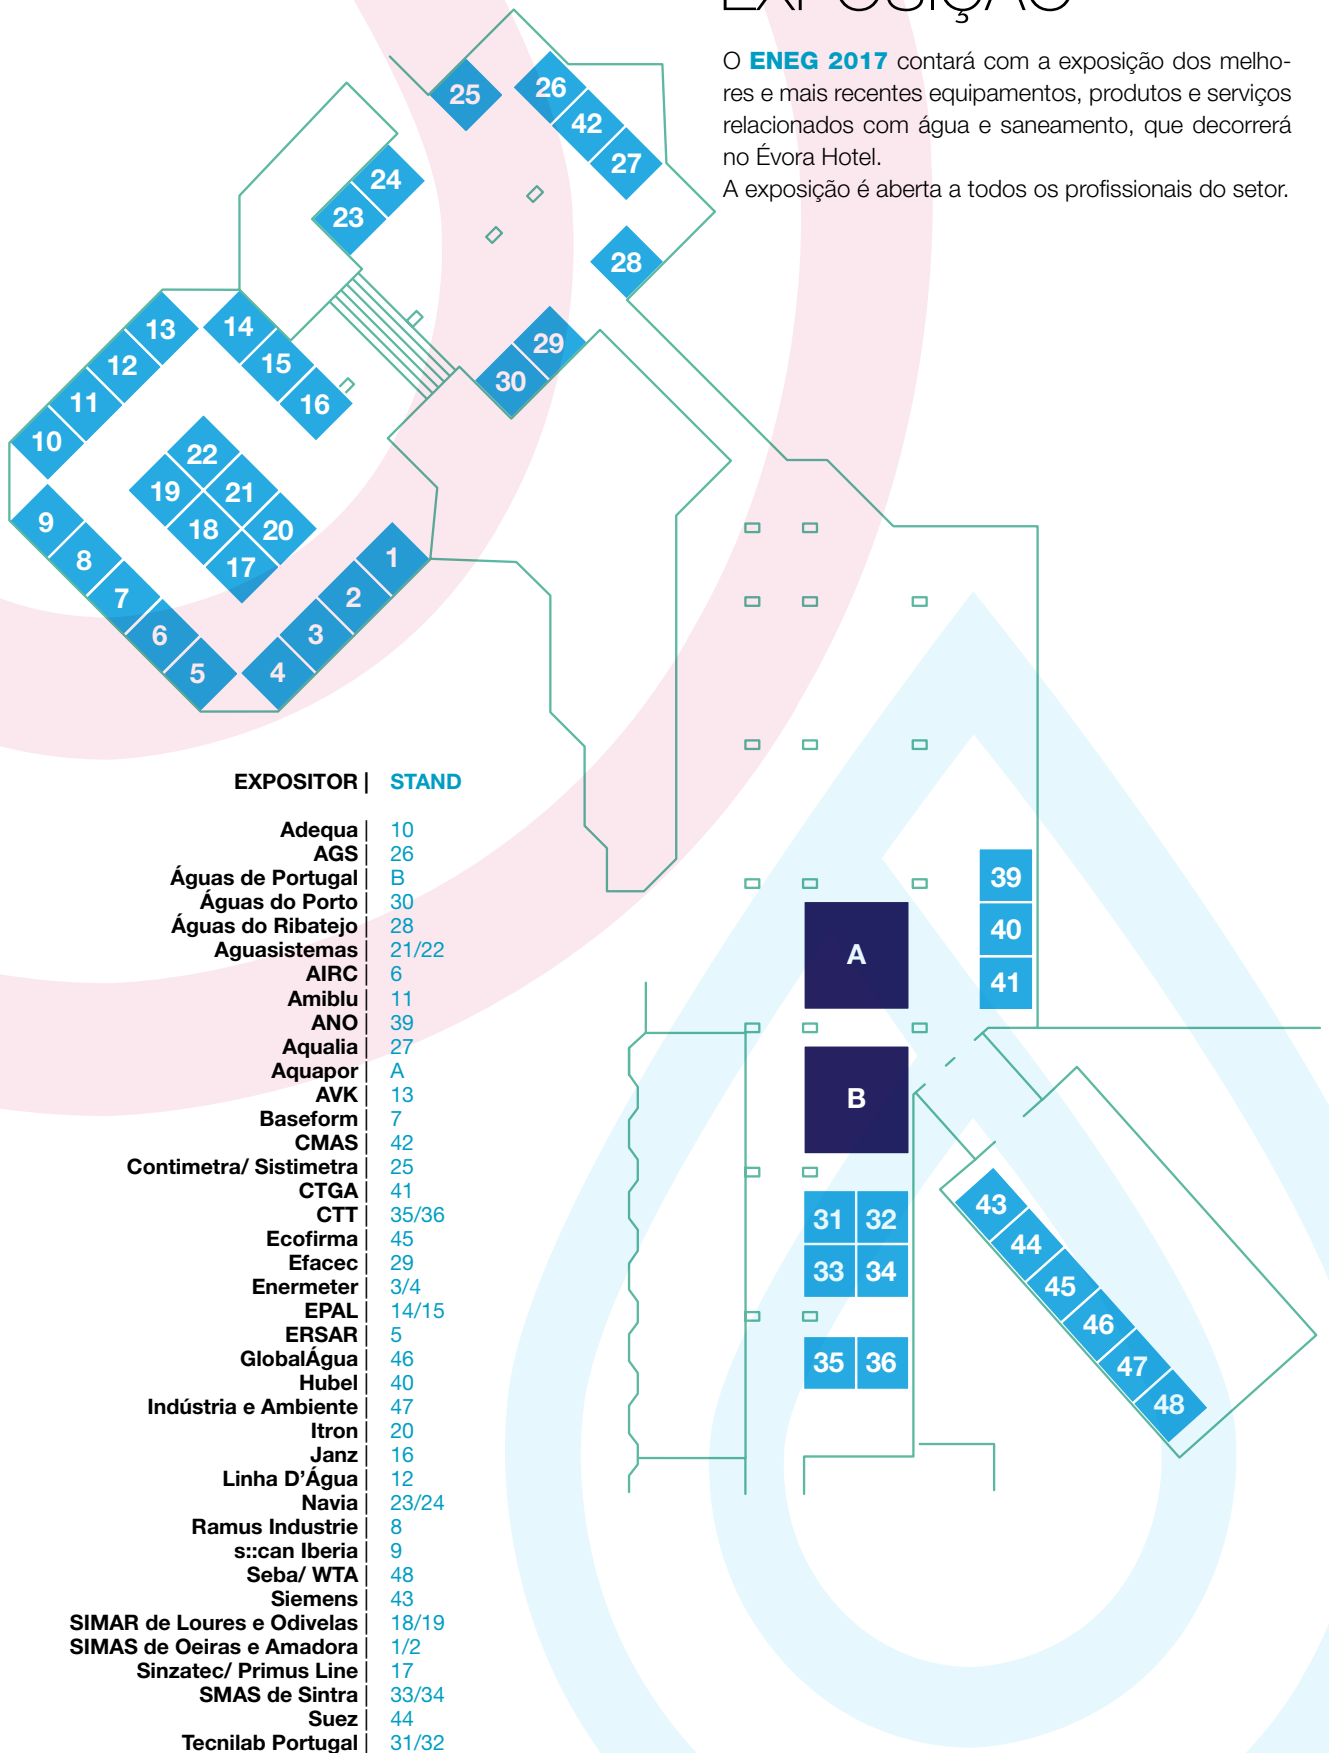 EXPOSIÇÃO
O ENEG 2017 contará com a exposição dos melho-
res e mais recentes equipamentos, produtos e serviços
relacionados com água e saneamento, que decorrerá
no Évora Hotel.
A exposição é aberta a todos os profissionais do setor.
25
26
42
27
24
23
28
13
14
29
12
15
30
11
16
10
22
19
21
9
18
20
8
17
1
7
2
6
3
5
4
39
A
40
41
B
31 32
33 34
35 36
43
44
45
46
47
48
EXPOSITOR | STAND
Adequa | 10
AGS | 26
Águas de Portugal | B
Águas do Porto | 30
Águas do Ribatejo | 28
Aguasistemas | 21/22
AIRC | 6
Amiblu | 11
ANO | 39
Aqualia | 27
Aquapor | A
AVK | 13
Baseform | 7
CMAS | 42
Contimetra/ Sistimetra | 25
CTGA | 41
CTT | 35/36
Ecofirma | 45
Efacec | 29
Enermeter | 3/4
EPAL | 14/15
ERSAR | 5
GlobalÁgua | 46
Hubel | 40
Indústria e Ambiente | 47
Itron | 20
Janz | 16
Linha D'Água | 12
Navia | 23/24
Ramus Industrie | 8
s::can Iberia | 9
Seba/ WTA | 48
Siemens | 43
SIMAR de Loures e Odivelas | 18/19
SIMAS de Oeiras e Amadora | 1/2
Sinzatec/ Primus Line | 17
SMAS de Sintra | 33/34
Suez | 44
Tecnilab Portugal | 31/32